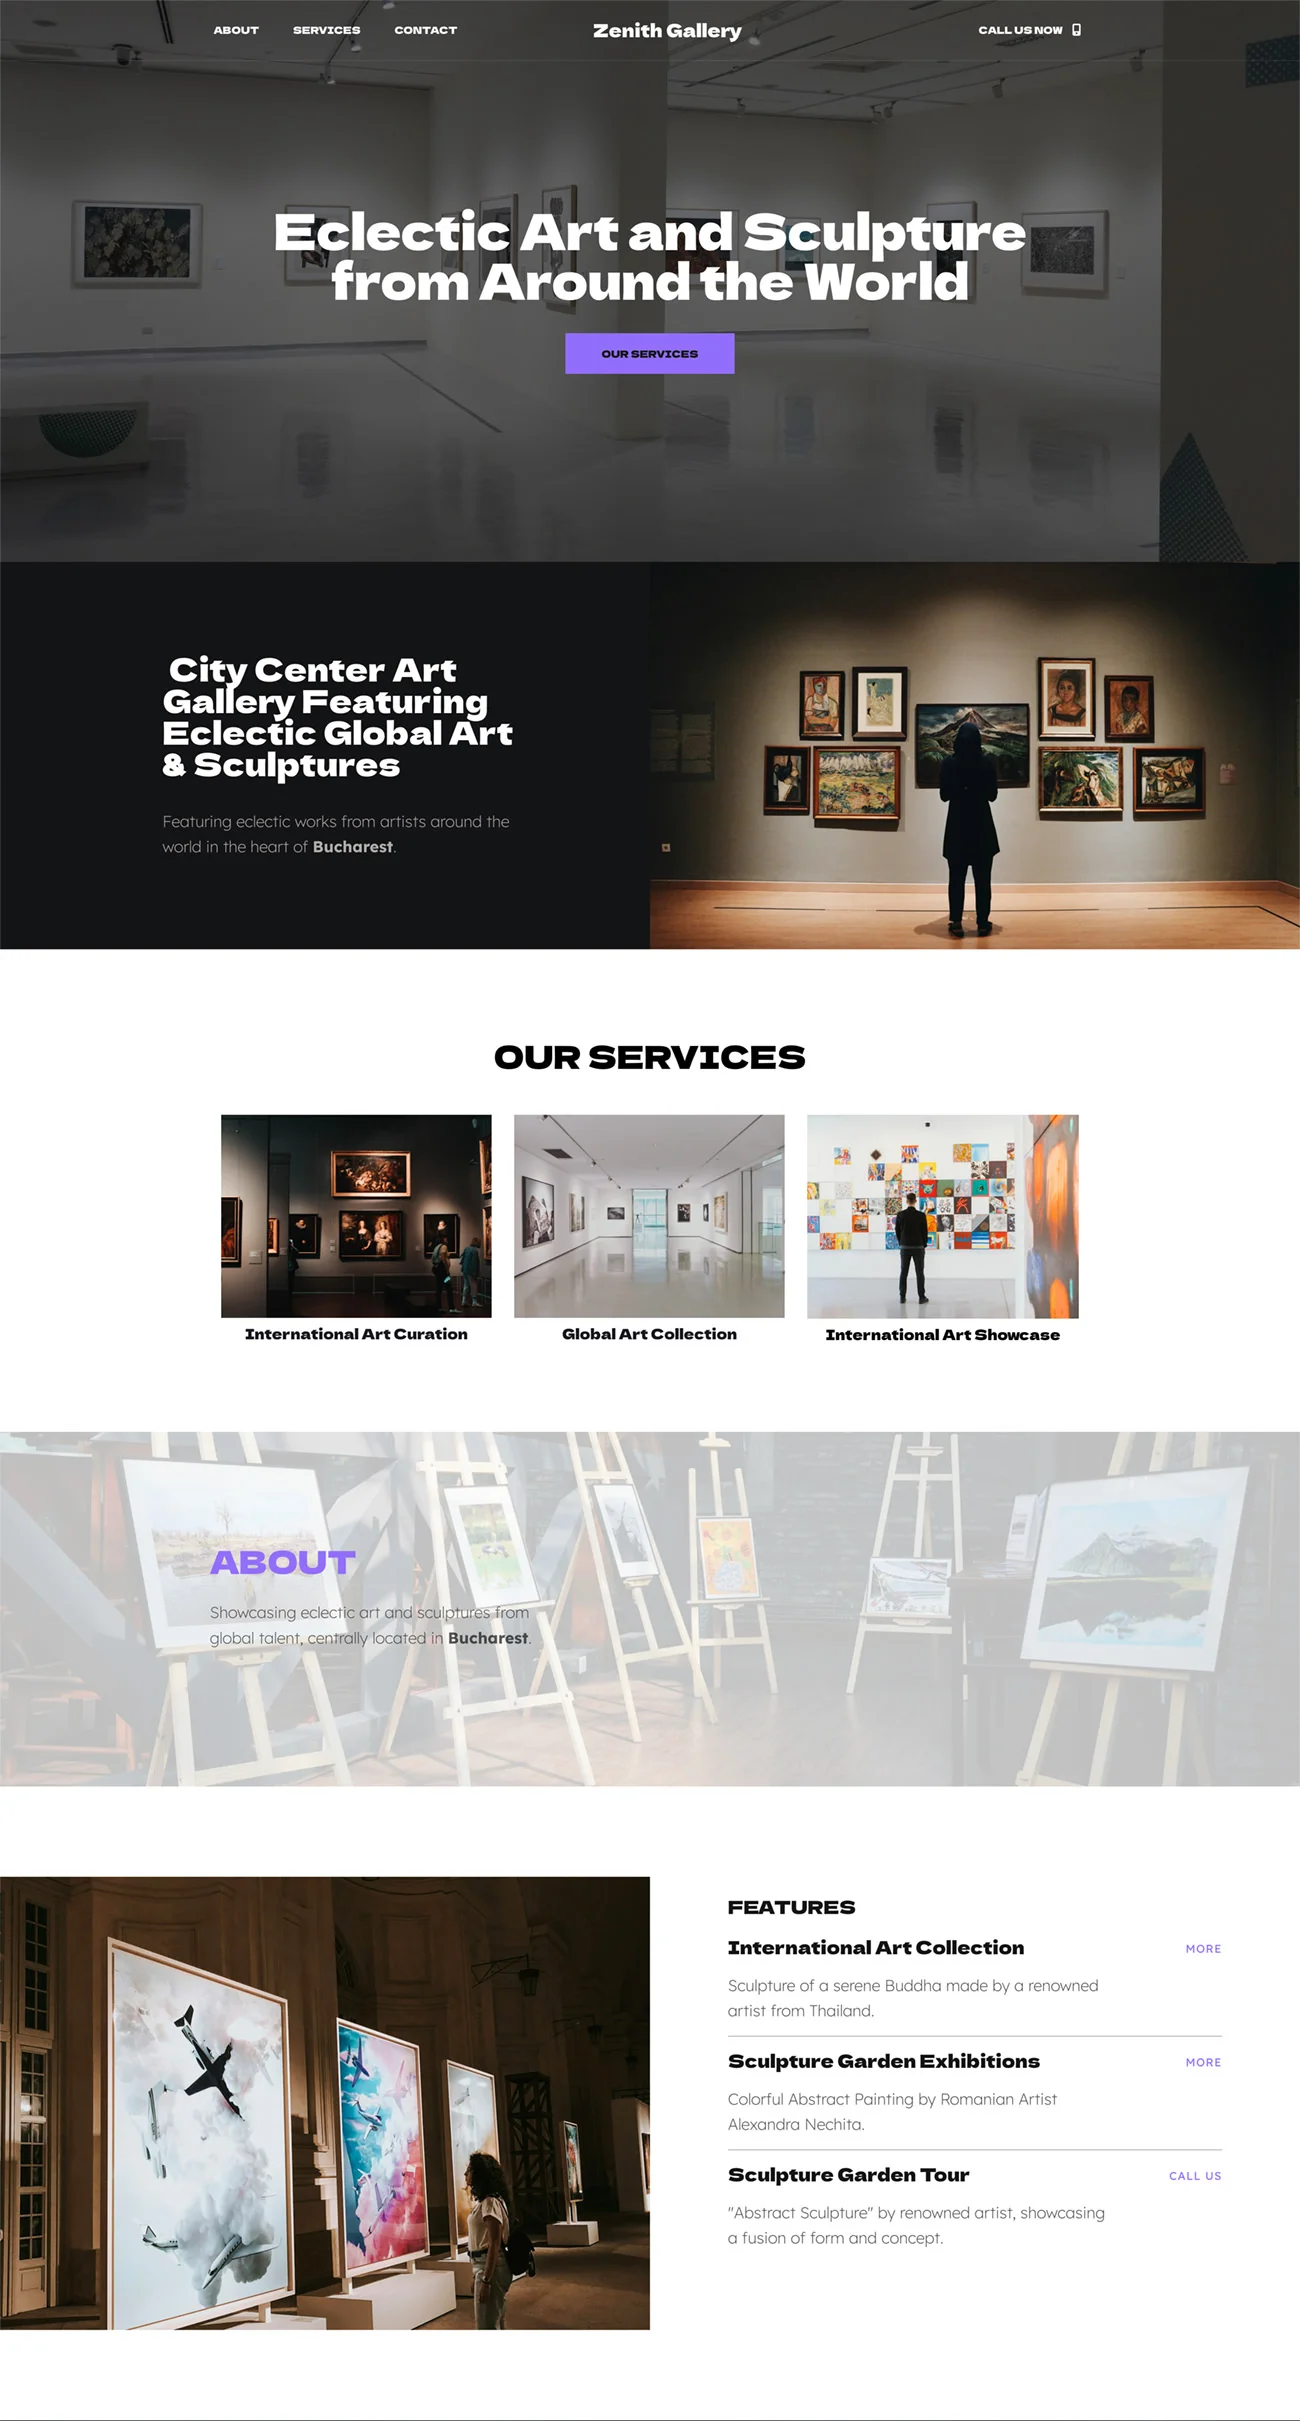 ABOUT SERVICES CONTACT Zenith Gallery CALL US NOW
Eclectic Art and Sculpture
from Around the World
OUR SERVICES
City Center Art
Gallery Featuring
Eclectic Global Art
& Sculptures
Featuring eclectic works from artists around the
world in the heart of Bucharest.
OUR SERVICES
International Art Curation
Global Art Collection
International Art Showcase
ABOUT
Showcasing eclectic art and sculptures from
global talent, centrally located in Bucharest.
FEATURES
International Art Collection MORE
Sculpture of a serene Buddha made by a renowned
artist from Thailand.
Sculpture Garden Exhibitions MORE
Colorful Abstract Painting by Romanian Artist
Alexandra Nechita.
Sculpture Garden Tour CALL US
"Abstract Sculpture" by renowned artist, showcasing
a fusion of form and concept.